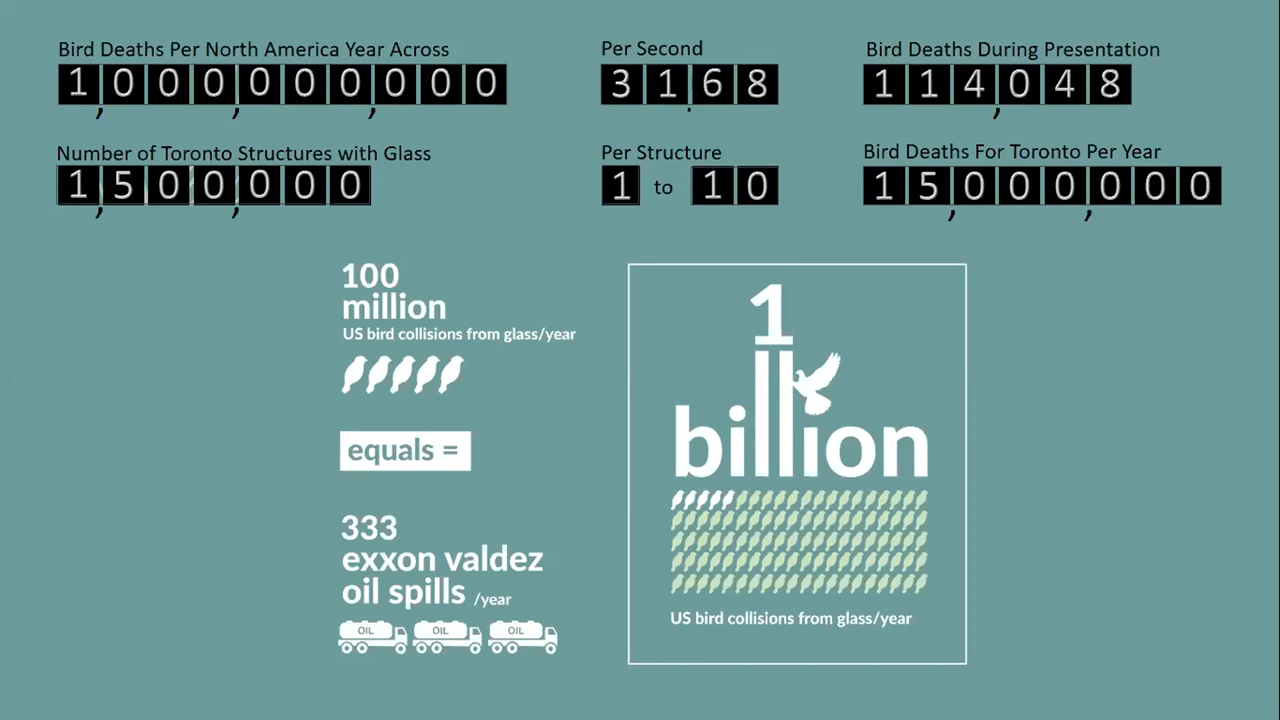 Bird Deaths Per North America Year Across
1,000,000,000
Per Second
31.68
Bird Deaths During Presentation
114,048
Number of Toronto Structures with Glass
1,500,000
Per Structure
1 to 10
Bird Deaths For Toronto Per Year
15,000,000
100
million
US bird collisions from glass/year
equals =
333
exxon valdez
oil spills /year
OIL OIL OIL
1
billion
US bird collisions from glass/year